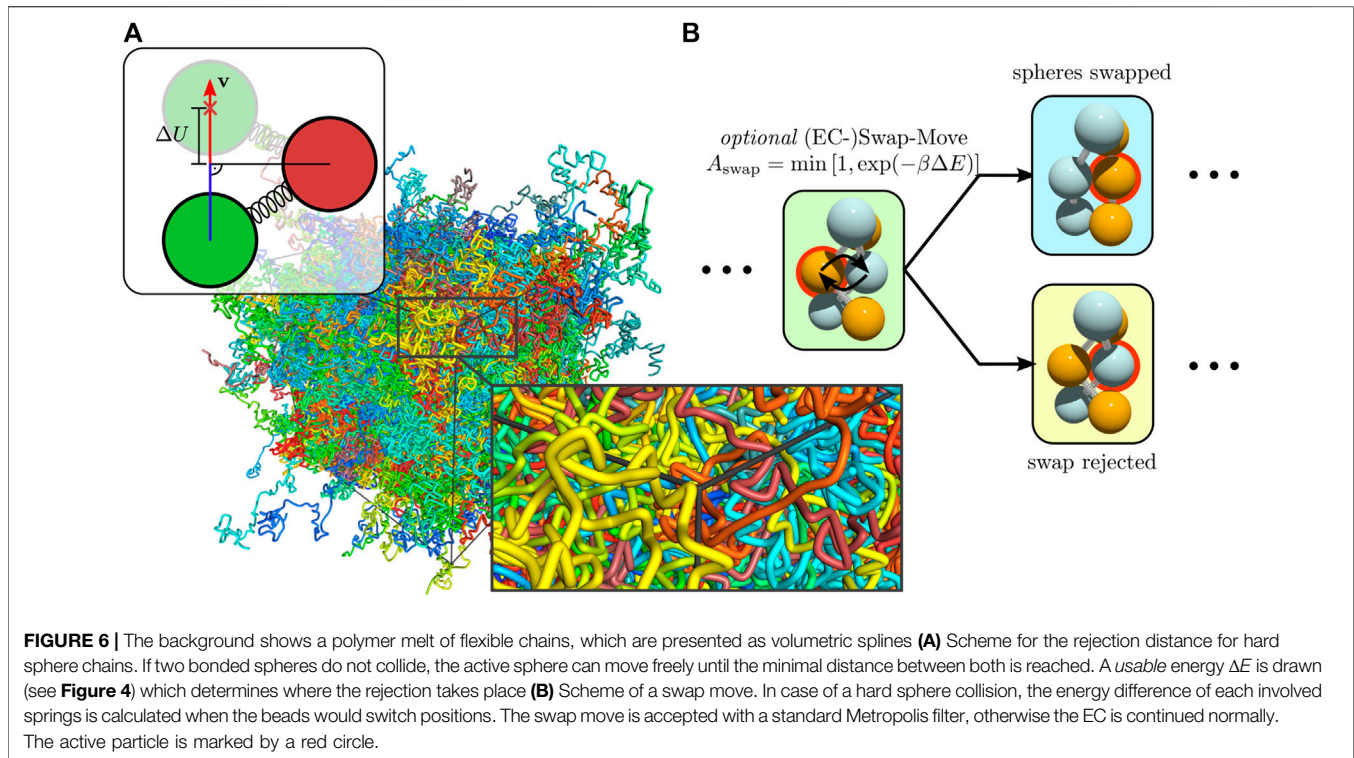 A
B
v
ΔU
spheres swapped
optional (EC-)Swap-Move
A_swap = min [1, exp(−βΔE)]
• • •
• • •
• • •
swap rejected
FIGURE 6 | The background shows a polymer melt of flexible chains, which are presented as volumetric splines (A) Scheme for the rejection distance for hard
sphere chains. If two bonded spheres do not collide, the active sphere can move freely until the minimal distance between both is reached. A usable energy ΔE is drawn
(see Figure 4) which determines where the rejection takes place (B) Scheme of a swap move. In case of a hard sphere collision, the energy difference of each involved
springs is calculated when the beads would switch positions. The swap move is accepted with a standard Metropolis filter, otherwise the EC is continued normally.
The active particle is marked by a red circle.